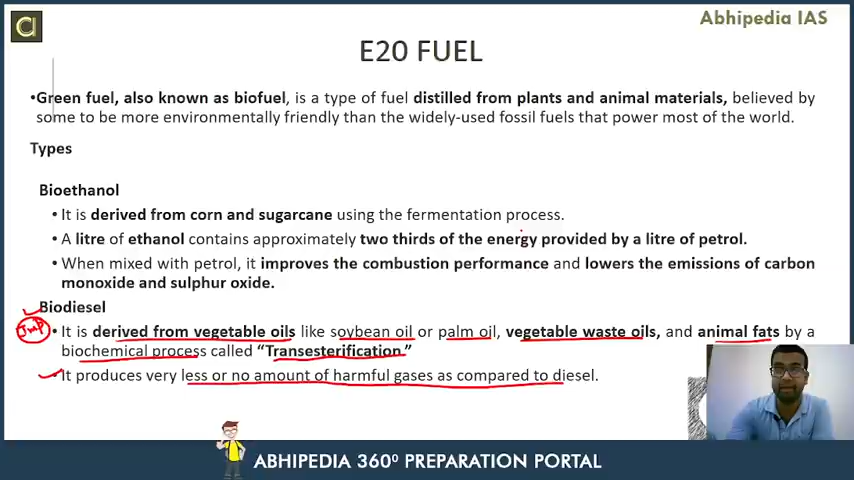 Abhipedia IAS
E20 FUEL
•Green fuel, also known as biofuel, is a type of fuel distilled from plants and animal materials, believed by
some to be more environmentally friendly than the widely-used fossil fuels that power most of the world.
Types
Bioethanol
• It is derived from corn and sugarcane using the fermentation process.
• A litre of ethanol contains approximately two thirds of the energy provided by a litre of petrol.
• When mixed with petrol, it improves the combustion performance and lowers the emissions of carbon
monoxide and sulphur oxide.
Biodiesel
Imp
• It is derived from vegetable oils like soybean oil or palm oil, vegetable waste oils, and animal fats by a
biochemical process called “Transesterification.”
• It produces very less or no amount of harmful gases as compared to diesel.
ABHIPEDIA 360⁰ PREPARATION PORTAL